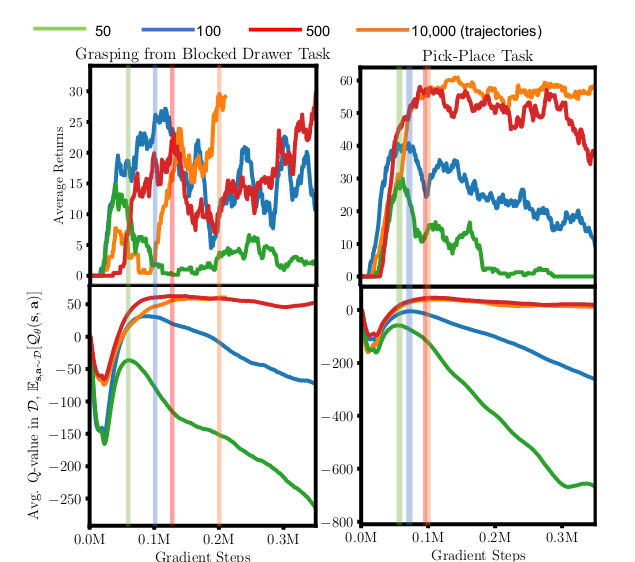 50 100 500 10,000 (trajectories)
Grasping from Blocked Drawer Task
Pick-Place Task
Average Returns
30
25
20
15
10
5
0
60
50
40
30
20
10
0
Avg. Q-value in 𝒟, 𝔼s,a∼𝒟[Qθ(s, a)]
50
0
−50
−100
−150
−200
−250
0
−200
−400
−600
−800
0.0M 0.1M 0.2M 0.3M
0.0M 0.1M 0.2M 0.3M
Gradient Steps
Gradient Steps